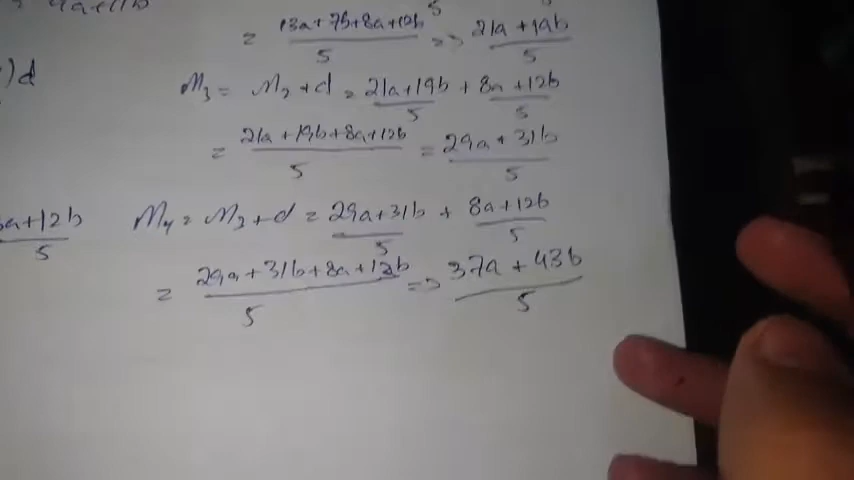 = 13a+7b+8a+12b / 5 => 21a+19b / 5
)d
M3 = M2+d = 21a+19b / 5 + 8a+12b / 5
= 21a+19b+8a+12b / 5 = 29a+31b / 5
a+12b / 5
M4 = M3+d = 29a+31b / 5 + 8a+12b / 5
= 29a+31b+8a+12b / 5 => 37a+43b / 5